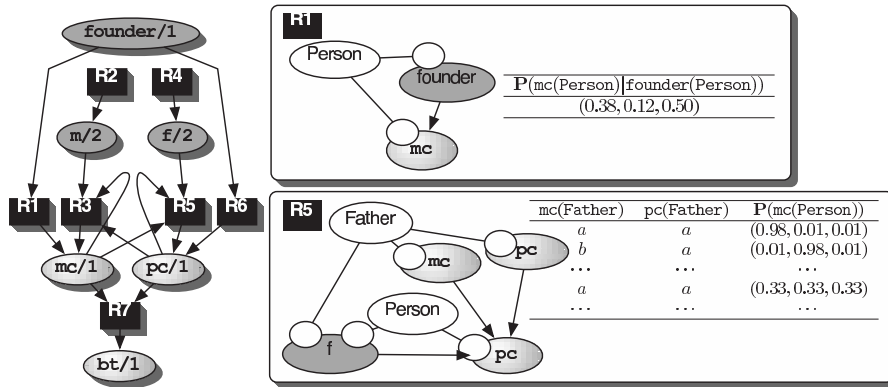 founder/1
R2
R4
m/2
f/2
R1
R3
R5
R6
mc/1
pc/1
R7
bt/1
R1
Person
founder
mc
P(mc(Person)|founder(Person))
(0.38, 0.12, 0.50)
R5
Father
mc
pc
Person
f
pc
mc(Father) pc(Father) P(mc(Person))
a a (0.98, 0.01, 0.01)
b a (0.01, 0.98, 0.01)
... ... ...
a a (0.33, 0.33, 0.33)
... ... ...